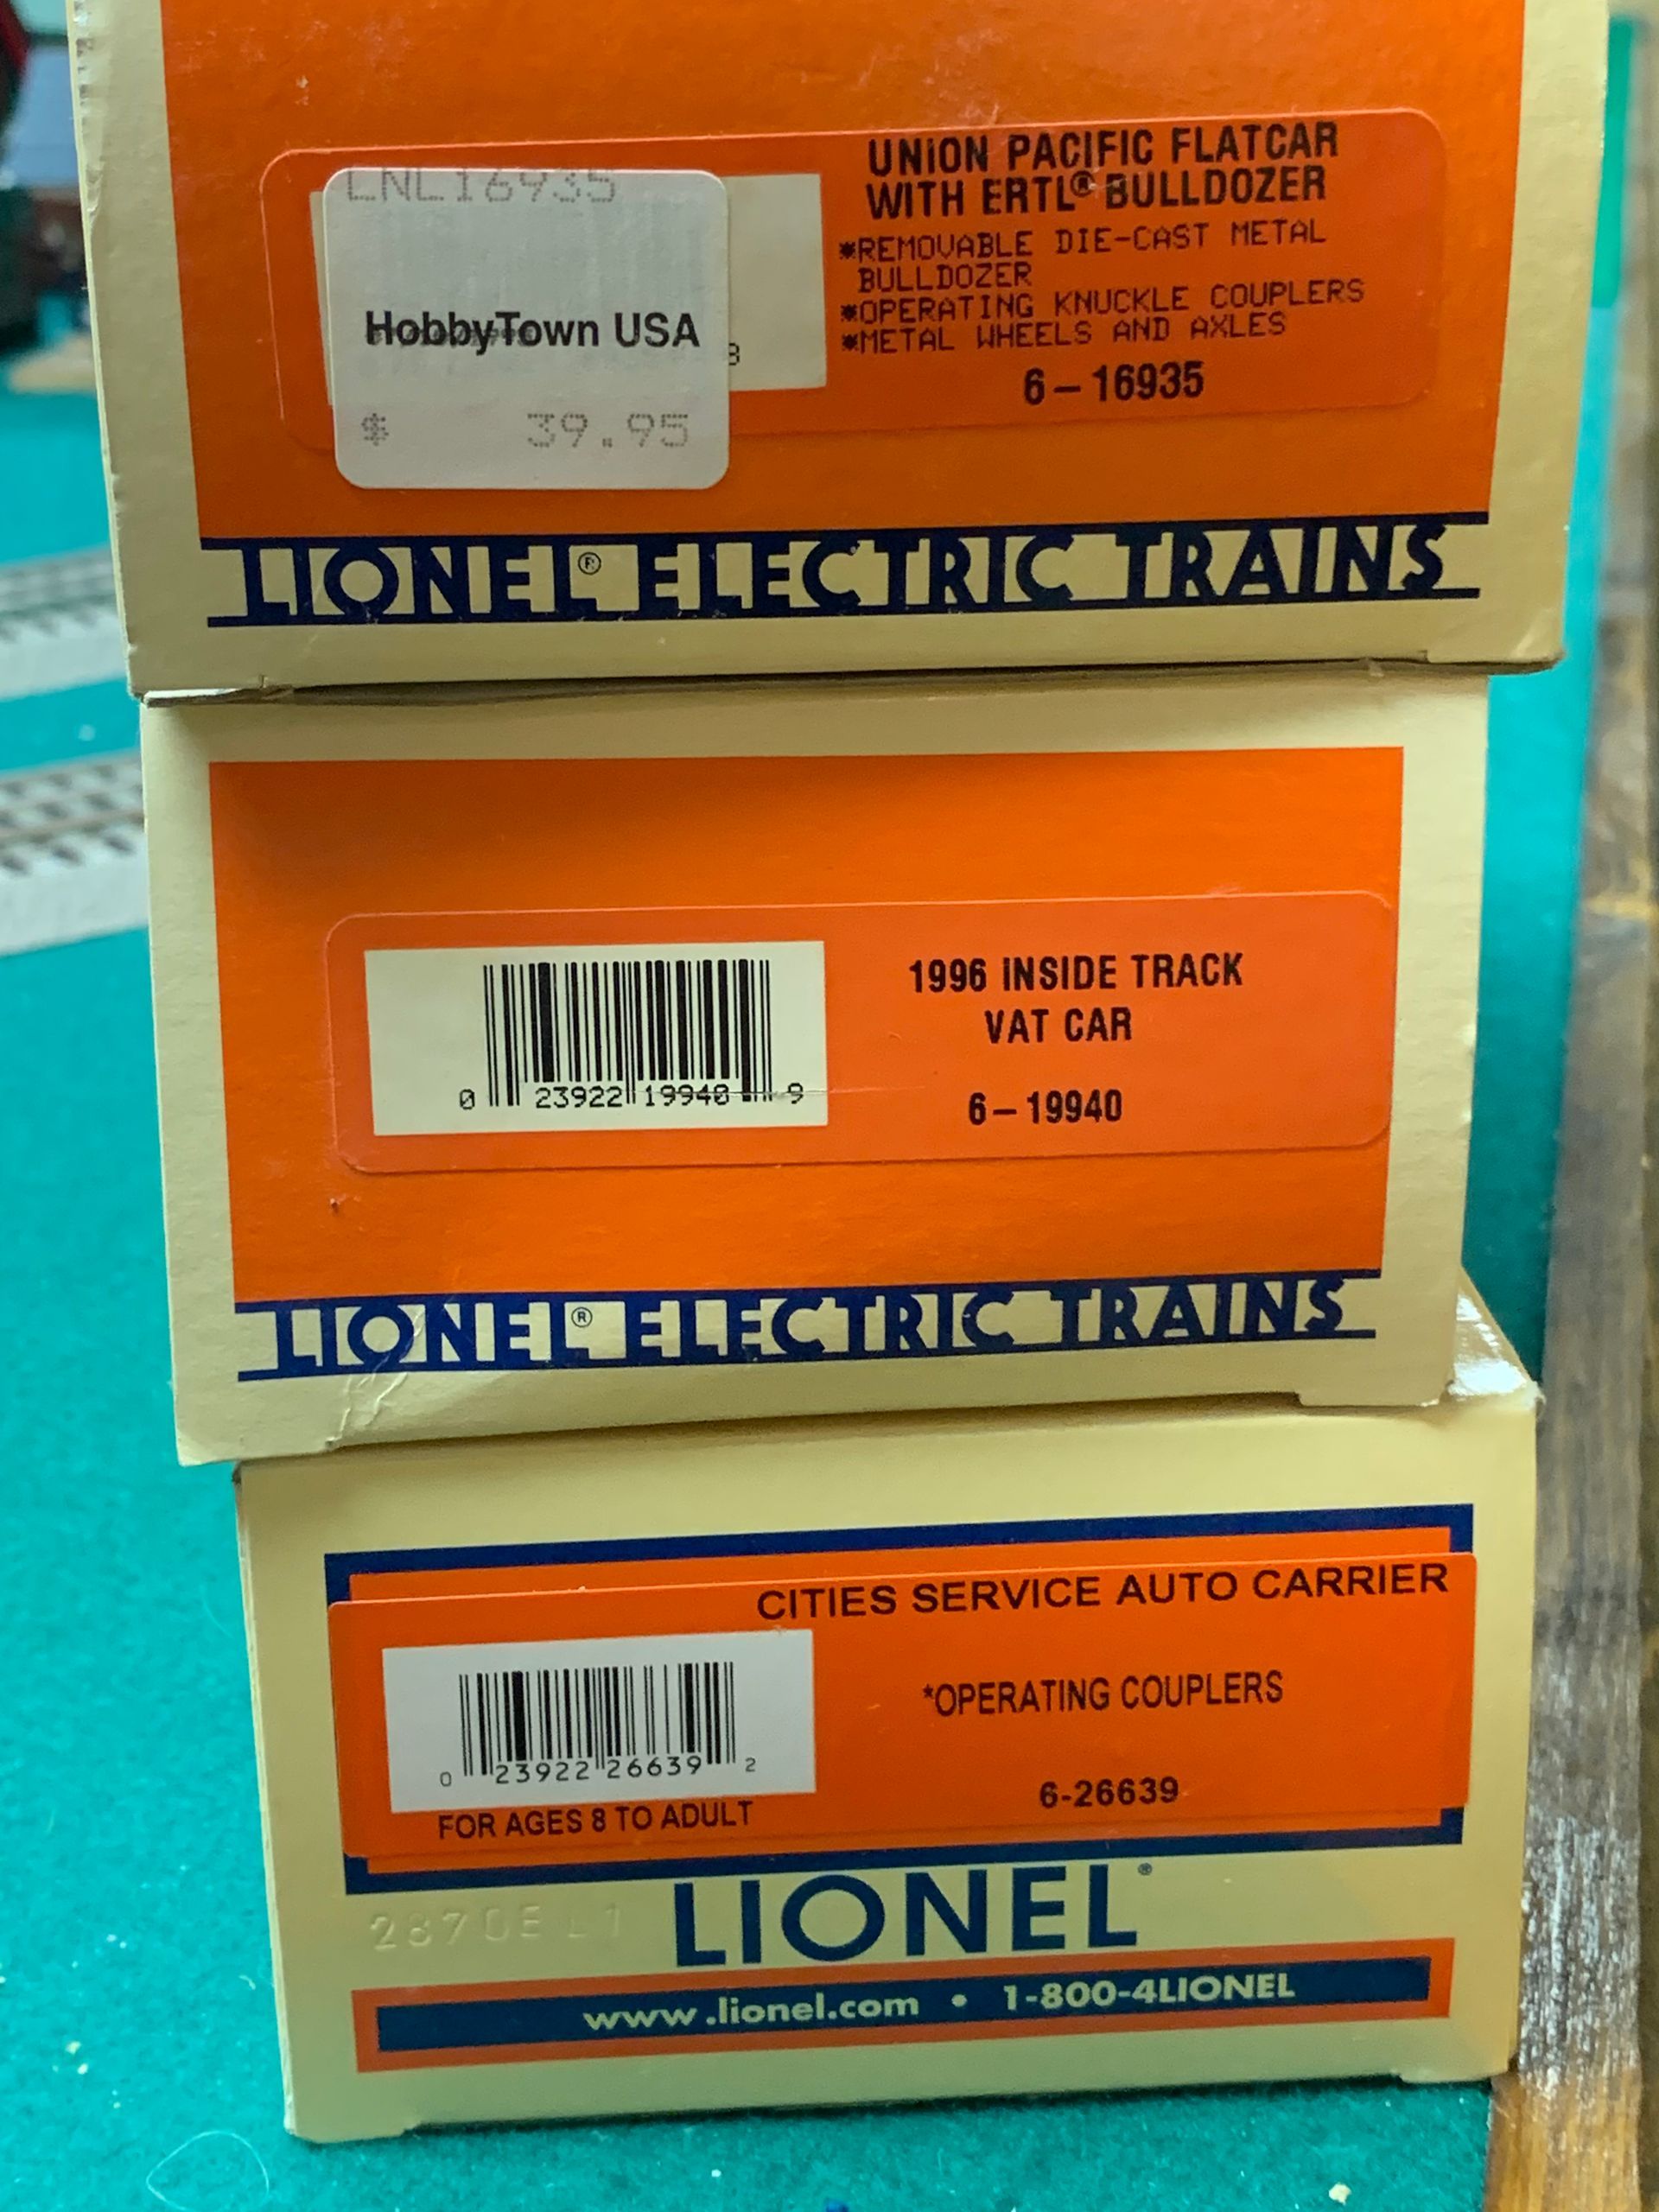 LNL16935
HobbyTown USA
$ 39.95
3
UNION PACIFIC FLATCAR
WITH ERTL® BULLDOZER
*REMOVABLE DIE-CAST METAL
BULLDOZER
*OPERATING KNUCKLE COUPLERS
*METAL WHEELS AND AXLES
6-16935
LIONEL® ELECTRIC TRAINS
0 23922 19940 9
1996 INSIDE TRACK
VAT CAR
6-19940
LIONEL® ELECTRIC TRAINS
CITIES SERVICE AUTO CARRIER
0 23922 26639 2
FOR AGES 8 TO ADULT
*OPERATING COUPLERS
6-26639
LIONEL®
www.lionel.com • 1-800-4LIONEL